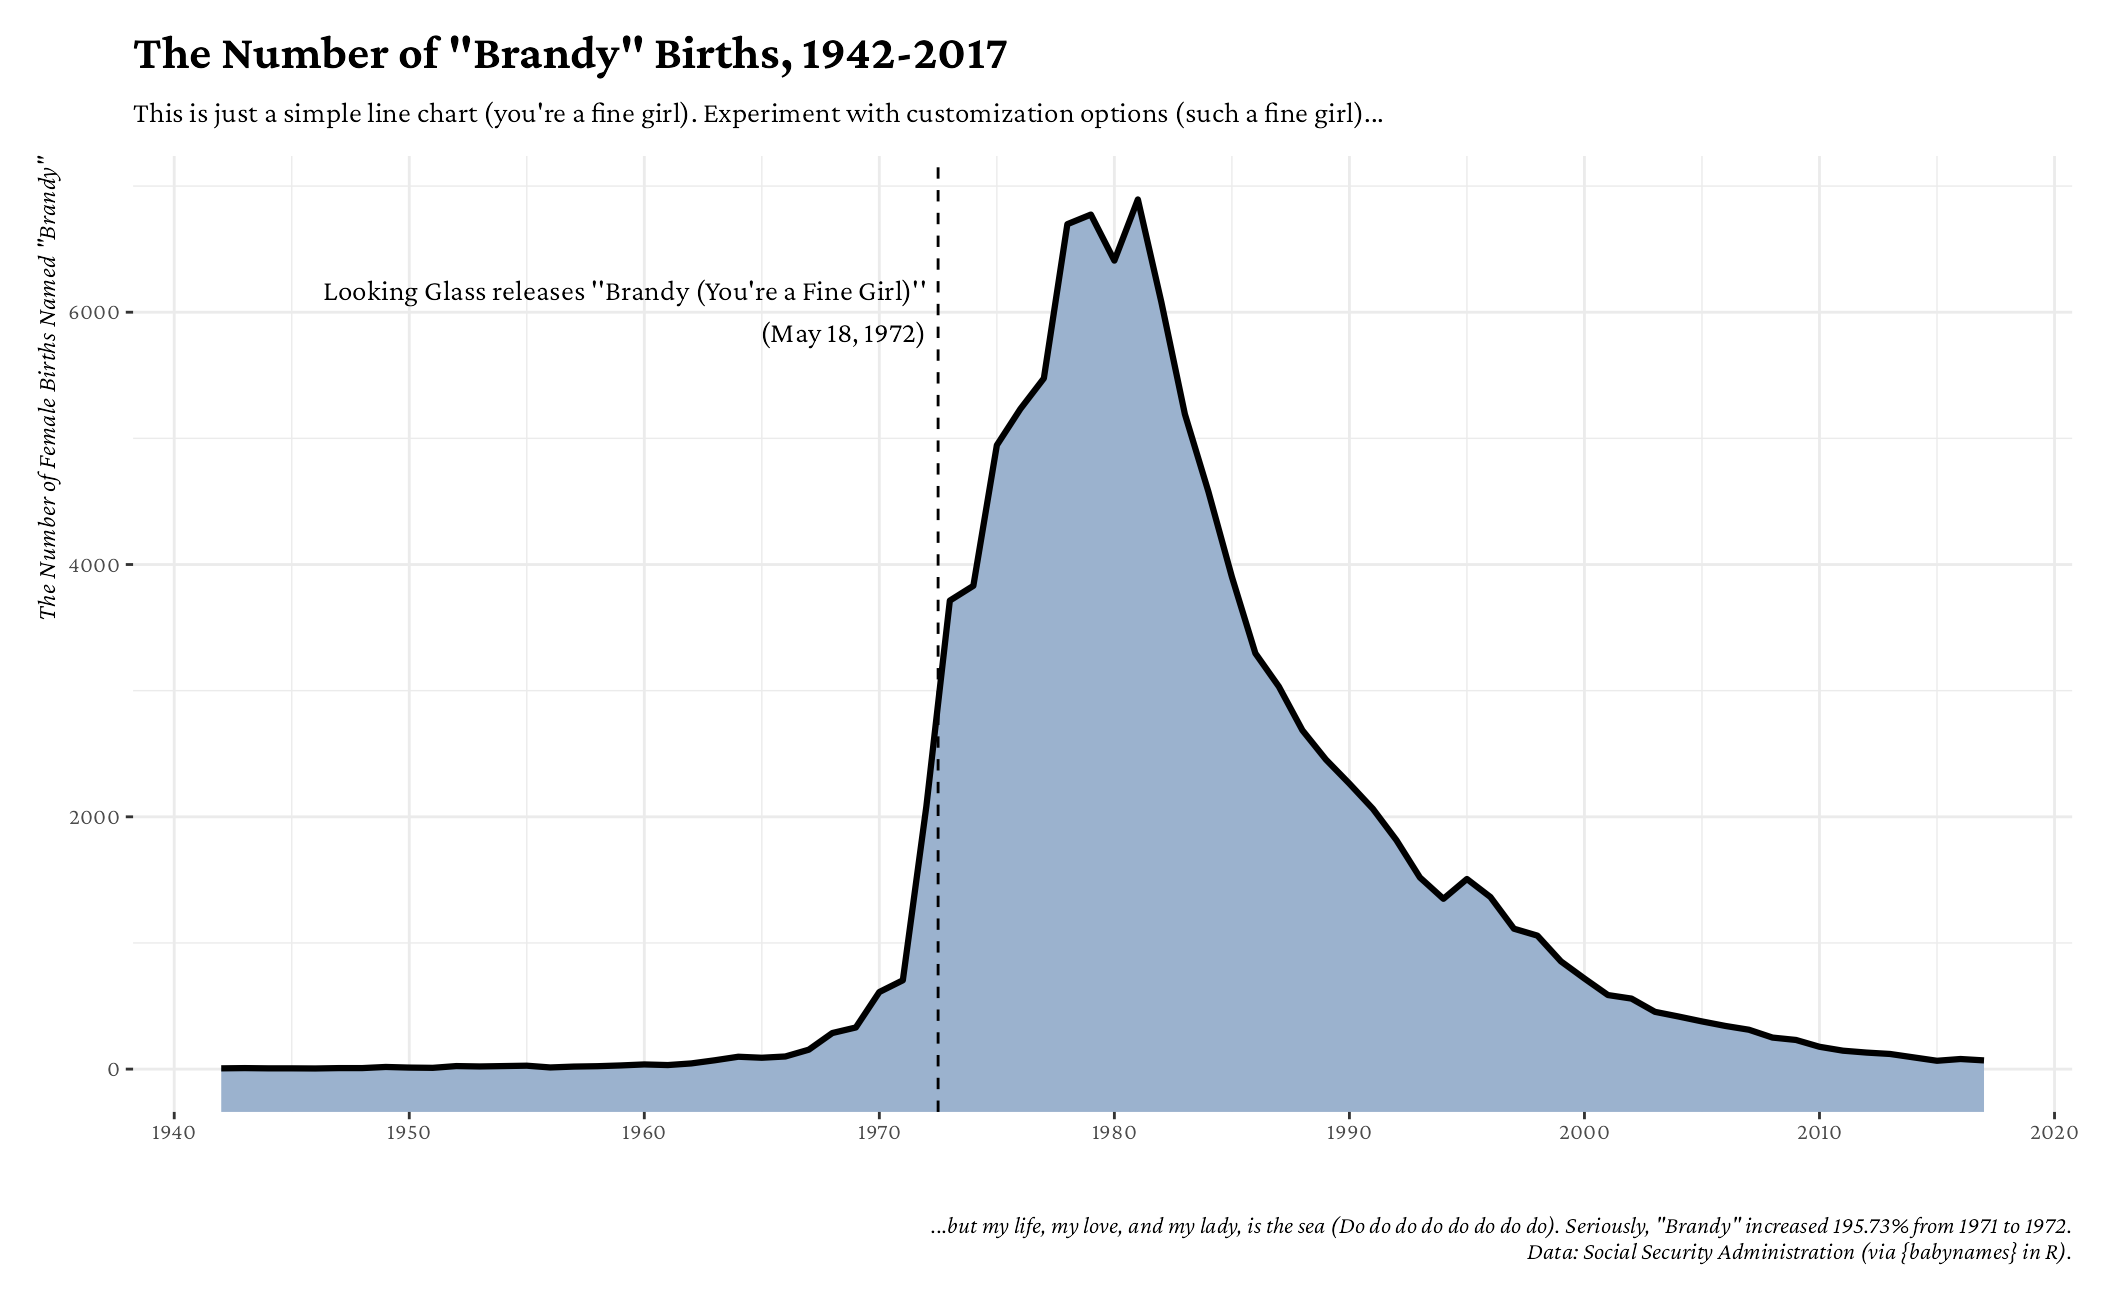 The Number of "Brandy" Births, 1942-2017
This is just a simple line chart (you're a fine girl). Experiment with customization options (such a fine girl)...
The Number of Female Births Named "Brandy"
Looking Glass releases ''Brandy (You're a Fine Girl)''
(May 18, 1972)
6000
4000
2000
0
1940 1950 1960 1970 1980 1990 2000 2010 2020
...but my life, my love, and my lady, is the sea (Do do do do do do do do). Seriously, "Brandy" increased 195.73% from 1971 to 1972.
Data: Social Security Administration (via {babynames} in R).